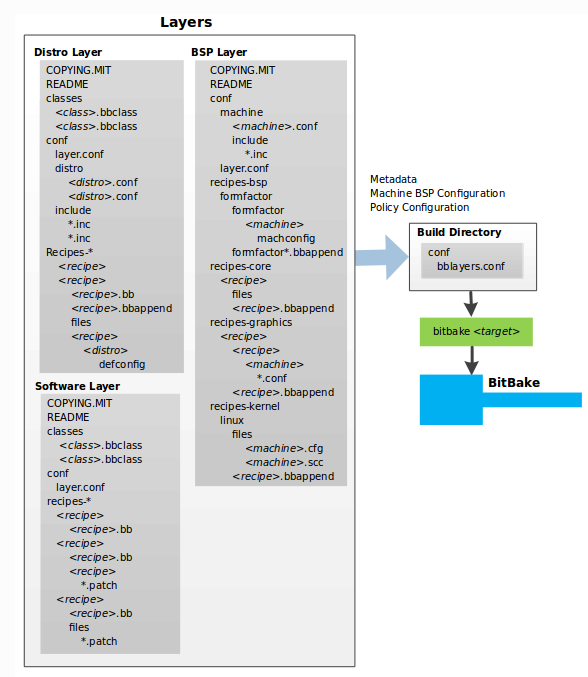 Layers
Distro Layer
COPYING.MIT
README
classes
<class>.bbclass
<class>.bbclass
conf
layer.conf
distro
<distro>.conf
<distro>.conf
include
*.inc
*.inc
Recipes-*
<recipe>
<recipe>
<recipe>.bb
<recipe>.bbappend
files
<recipe>
<distro>
defconfig
Software Layer
COPYING.MIT
README
classes
<class>.bbclass
<class>.bbclass
conf
layer.conf
recipes-*
<recipe>
<recipe>.bb
<recipe>
<recipe>.bb
<recipe>
*.patch
<recipe>
<recipe>.bb
files
*.patch
BSP Layer
COPYING.MIT
README
conf
machine
<machine>.conf
include
*.inc
layer.conf
recipes-bsp
formfactor
formfactor
<machine>
machconfig
formfactor*.bbappend
recipes-core
<recipe>
files
<recipe>.bbappend
recipes-graphics
<recipe>
<recipe>
<machine>
*.conf
<recipe>.bbappend
recipes-kernel
linux
files
<machine>.cfg
<machine>.scc
<recipe>.bbappend
Metadata
Machine BSP Configuration
Policy Configuration
Build Directory
conf
bblayers.conf
bitbake <target>
BitBake